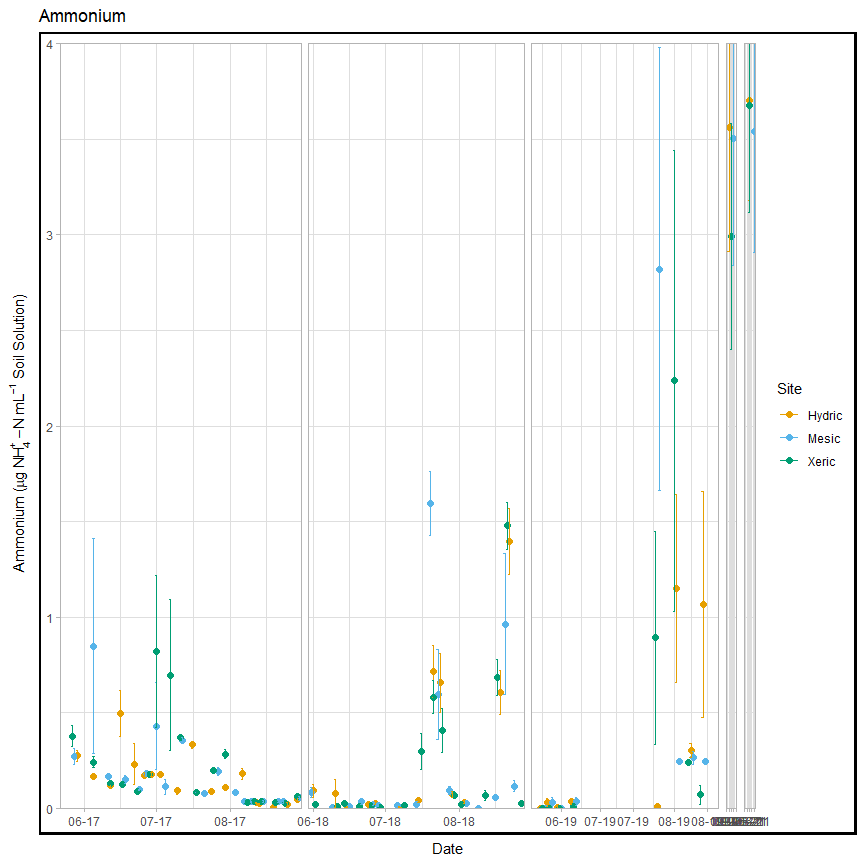 Ammonium
4
3
2
1
0
Ammonium (µg NH₄⁺−N mL⁻¹ Soil Solution)
06-17 07-17 08-17 06-18 07-18 08-18 06-19 07-19 07-19 08-19
Date
Site
Hydric
Mesic
Xeric